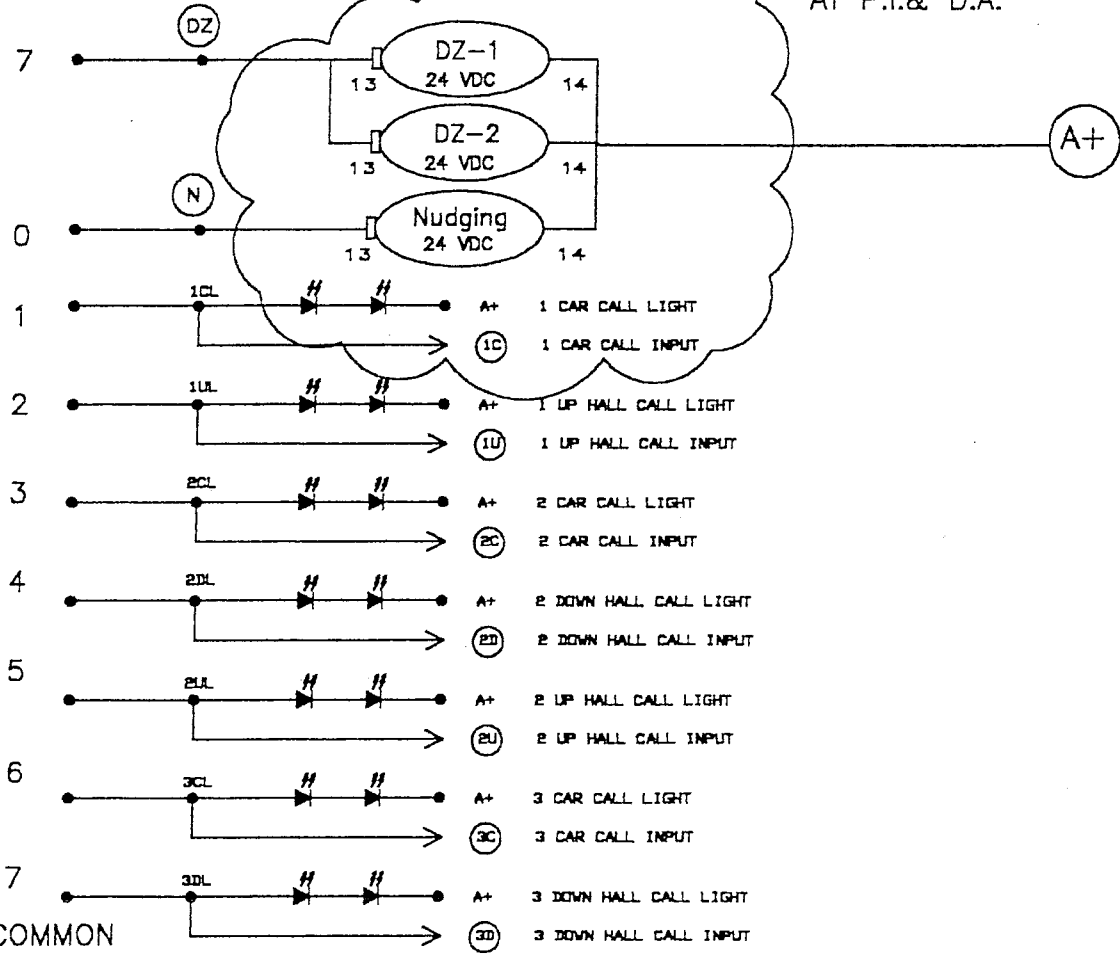 AT P.I.& D.A.
DZ
7
DZ-1
24 VDC
13
14
A+
DZ-2
24 VDC
13
14
N
0
Nudging
24 VDC
13
14
1
1CL
A+ 1 CAR CALL LIGHT
1C 1 CAR CALL INPUT
2
1UL
A+ 1 UP HALL CALL LIGHT
1U 1 UP HALL CALL INPUT
3
2CL
A+ 2 CAR CALL LIGHT
2C 2 CAR CALL INPUT
4
2DL
A+ 2 DOWN HALL CALL LIGHT
2D 2 DOWN HALL CALL INPUT
5
2UL
A+ 2 UP HALL CALL LIGHT
2U 2 UP HALL CALL INPUT
6
3CL
A+ 3 CAR CALL LIGHT
3C 3 CAR CALL INPUT
7
3DL
A+ 3 DOWN HALL CALL LIGHT
COMMON
3D 3 DOWN HALL CALL INPUT